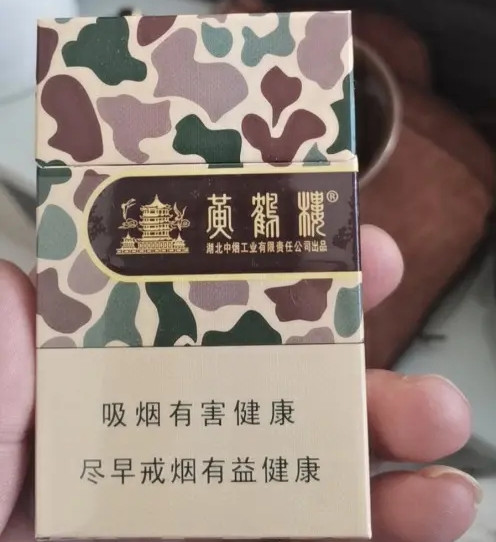 黄鹤楼®
湖北中烟工业有限责任公司出品
吸烟有害健康
尽早戒烟有益健康